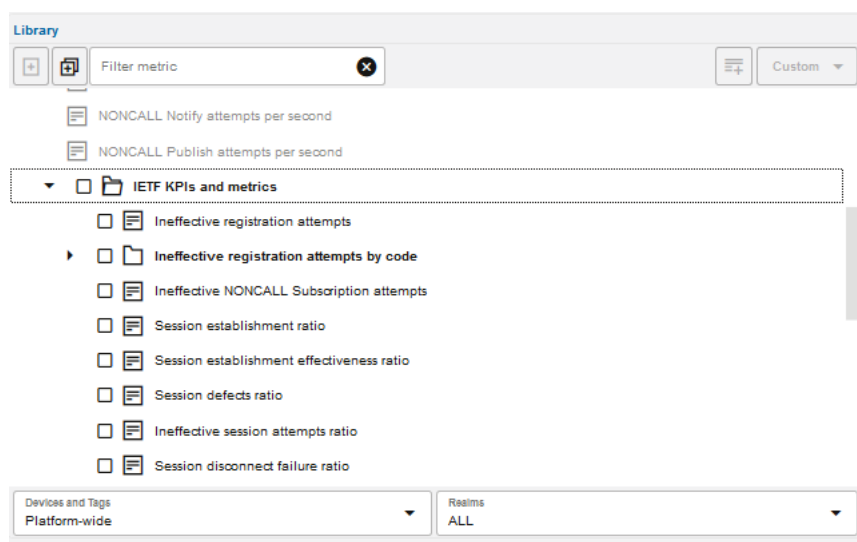 Library
Filter metric
Custom
NONCALL Notify attempts per second
NONCALL Publish attempts per second
IETF KPIs and metrics
Ineffective registration attempts
Ineffective registration attempts by code
Ineffective NONCALL Subscription attempts
Session establishment ratio
Session establishment effectiveness ratio
Session defects ratio
Ineffective session attempts ratio
Session disconnect failure ratio
Devices and Tags
Platform-wide
Realms
ALL